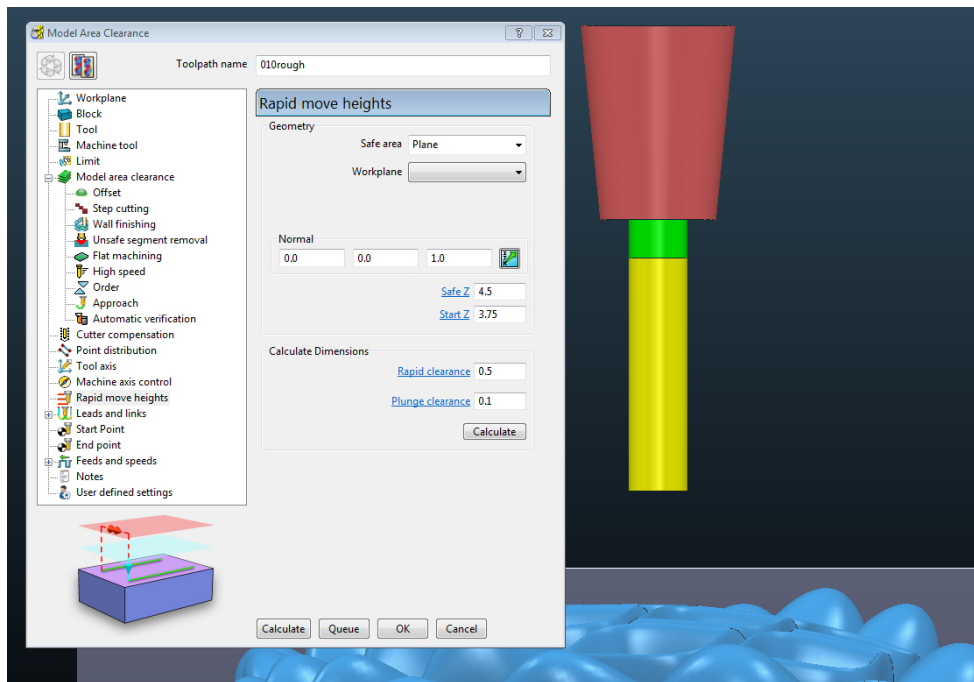 Model Area Clearance
Toolpath name 010rough
Workplane
Block
Tool
Machine tool
Limit
Model area clearance
Offset
Step cutting
Wall finishing
Unsafe segment removal
Flat machining
High speed
Order
Approach
Automatic verification
Cutter compensation
Point distribution
Tool axis
Machine axis control
Rapid move heights
Leads and links
Start Point
End point
Feeds and speeds
Notes
User defined settings
Rapid move heights
Geometry
Safe area Plane
Workplane
Normal
0.0 0.0 1.0
Safe Z 4.5
Start Z 3.75
Calculate Dimensions
Rapid clearance 0.5
Plunge clearance 0.1
Calculate
Calculate Queue OK Cancel